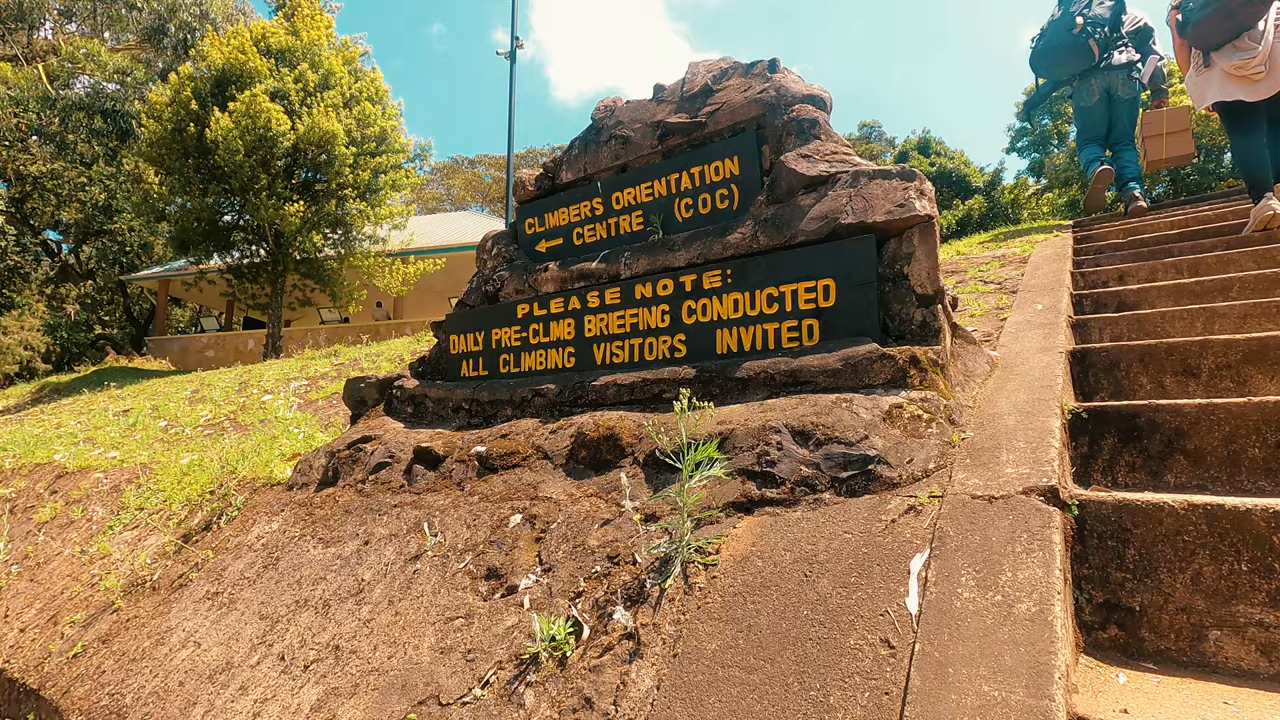 CLIMBERS ORIENTATION
← CENTRE (COC)
PLEASE NOTE:
DAILY PRE-CLIMB BRIEFING CONDUCTED
ALL CLIMBING VISITORS INVITED